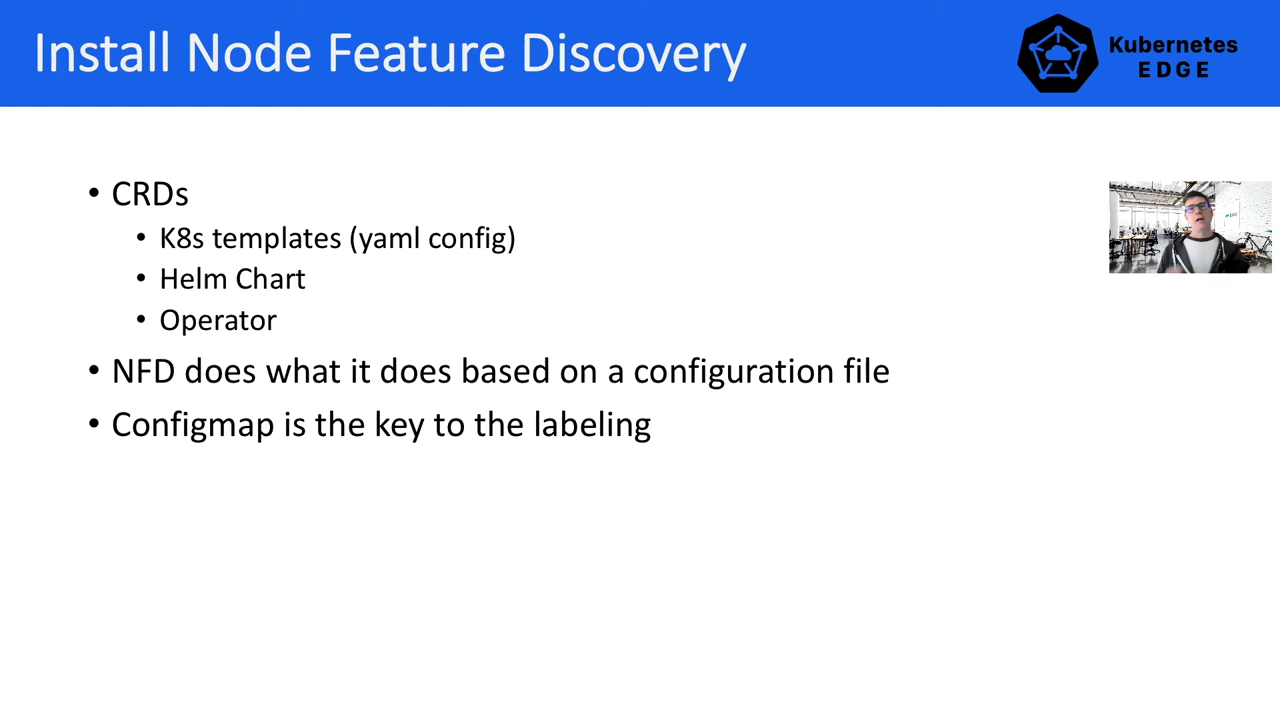 Install Node Feature Discovery
Kubernetes
EDGE
• CRDs
• K8s templates (yaml config)
• Helm Chart
• Operator
• NFD does what it does based on a configuration file
• Configmap is the key to the labeling